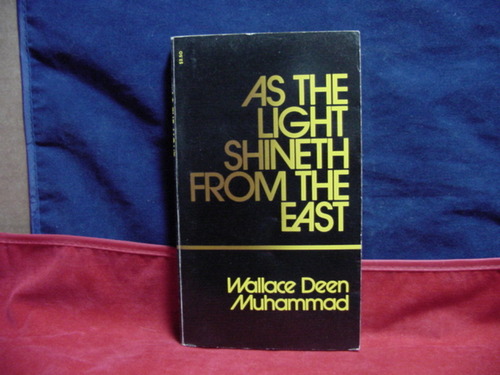 AS THE
LIGHT
SHINETH
FROM THE
EAST
Wallace Deen
Muhammad